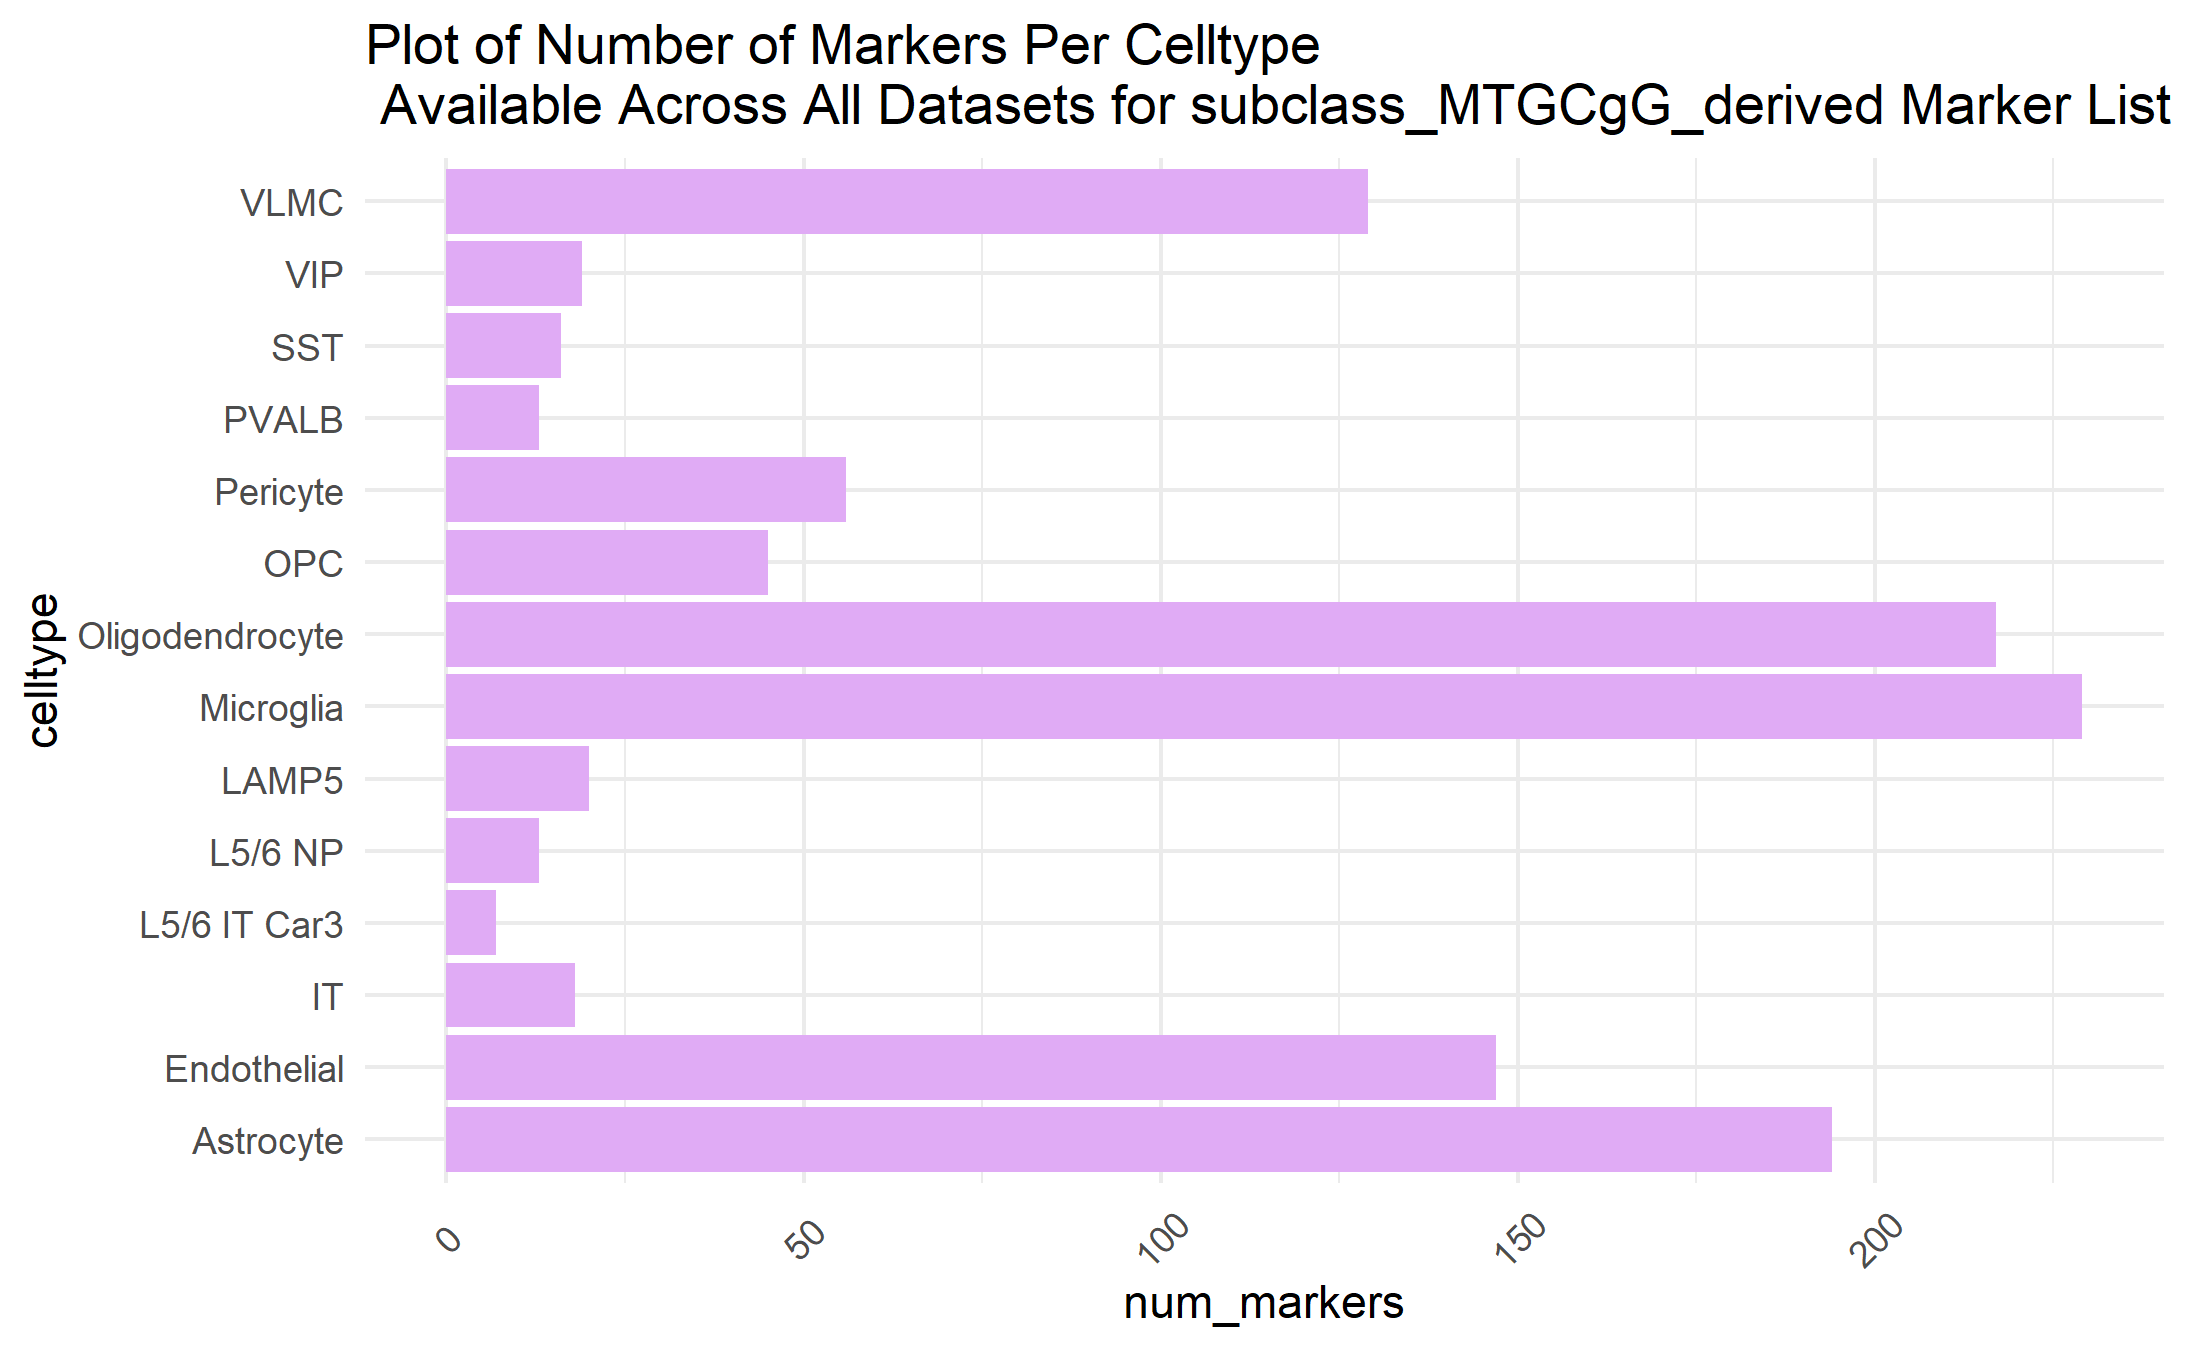 Plot of Number of Markers Per Celltype
Available Across All Datasets for subclass_MTGCgG_derived Marker List
VLMC
VIP
SST
PVALB
Pericyte
OPC
Oligodendrocyte
Microglia
LAMP5
L5/6 NP
L5/6 IT Car3
IT
Endothelial
Astrocyte
celltype
0
50
100
150
200
num_markers